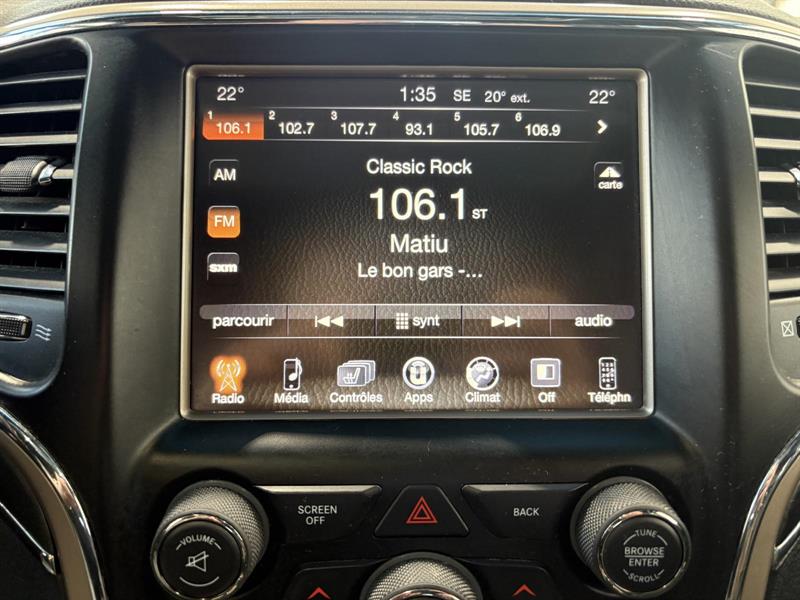 22° 1:35 SE 20° ext. 22°
1 106.1 2 102.7 3 107.7 4 93.1 5 105.7 6 106.9
AM
Classic Rock
carte
106.1 ST
FM
Matiu
sxm
Le bon gars -...
parcourir synt audio
Radio Média Contrôles Apps Climat Off Téléphn
VOLUME
SCREEN
OFF
BACK
TUNE
BROWSE
ENTER
SCROLL